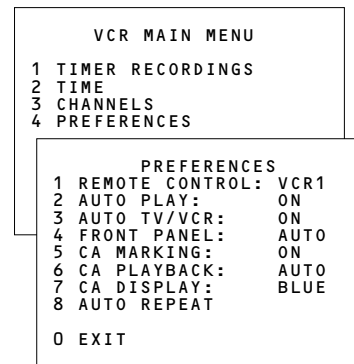 VCR MAIN MENU
1 TIMER RECORDINGS
2 TIME
3 CHANNELS
4 PREFERENCES
PREFERENCES
1 REMOTE CONTROL: VCR1
2 AUTO PLAY: ON
3 AUTO TV/VCR: ON
4 FRONT PANEL: AUTO
5 CA MARKING: ON
6 CA PLAYBACK: AUTO
7 CA DISPLAY: BLUE
8 AUTO REPEAT
0 EXIT